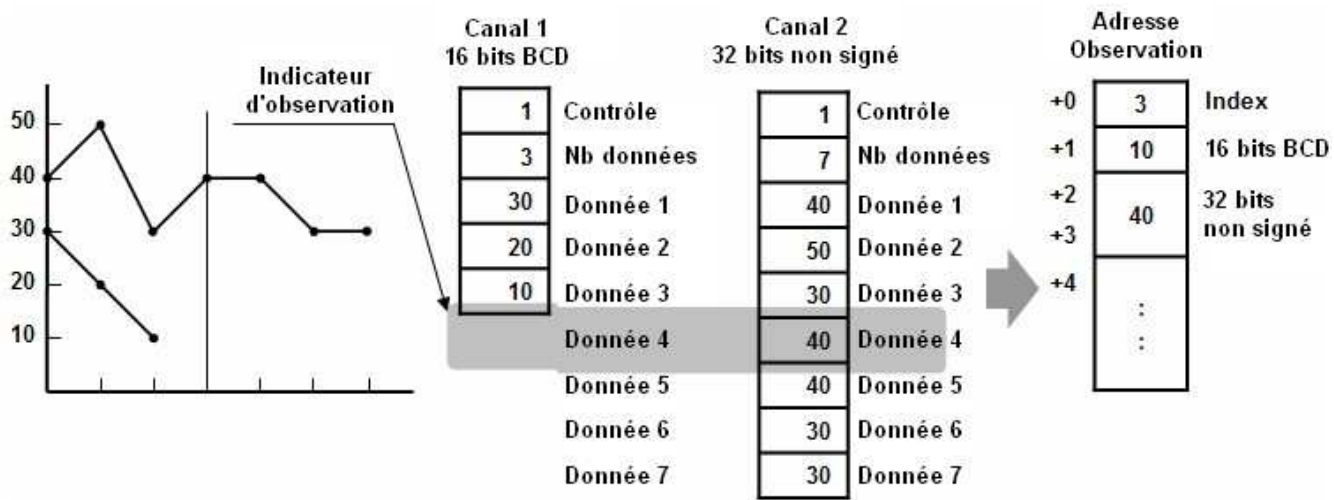 Canal 1
16 bits BCD
Canal 2
32 bits non signé
Adresse
Observation
Indicateur
d'observation
50
40
30
20
10
1 Contrôle
3 Nb données
30 Donnée 1
20 Donnée 2
10 Donnée 3
Donnée 4
Donnée 5
Donnée 6
Donnée 7
1 Contrôle
7 Nb données
40 Donnée 1
50 Donnée 2
30 Donnée 3
40 Donnée 4
40 Donnée 5
30 Donnée 6
30 Donnée 7
+0 3 Index
+1 10 16 bits BCD
+2
+3
40
32 bits
non signé
+4
:
: